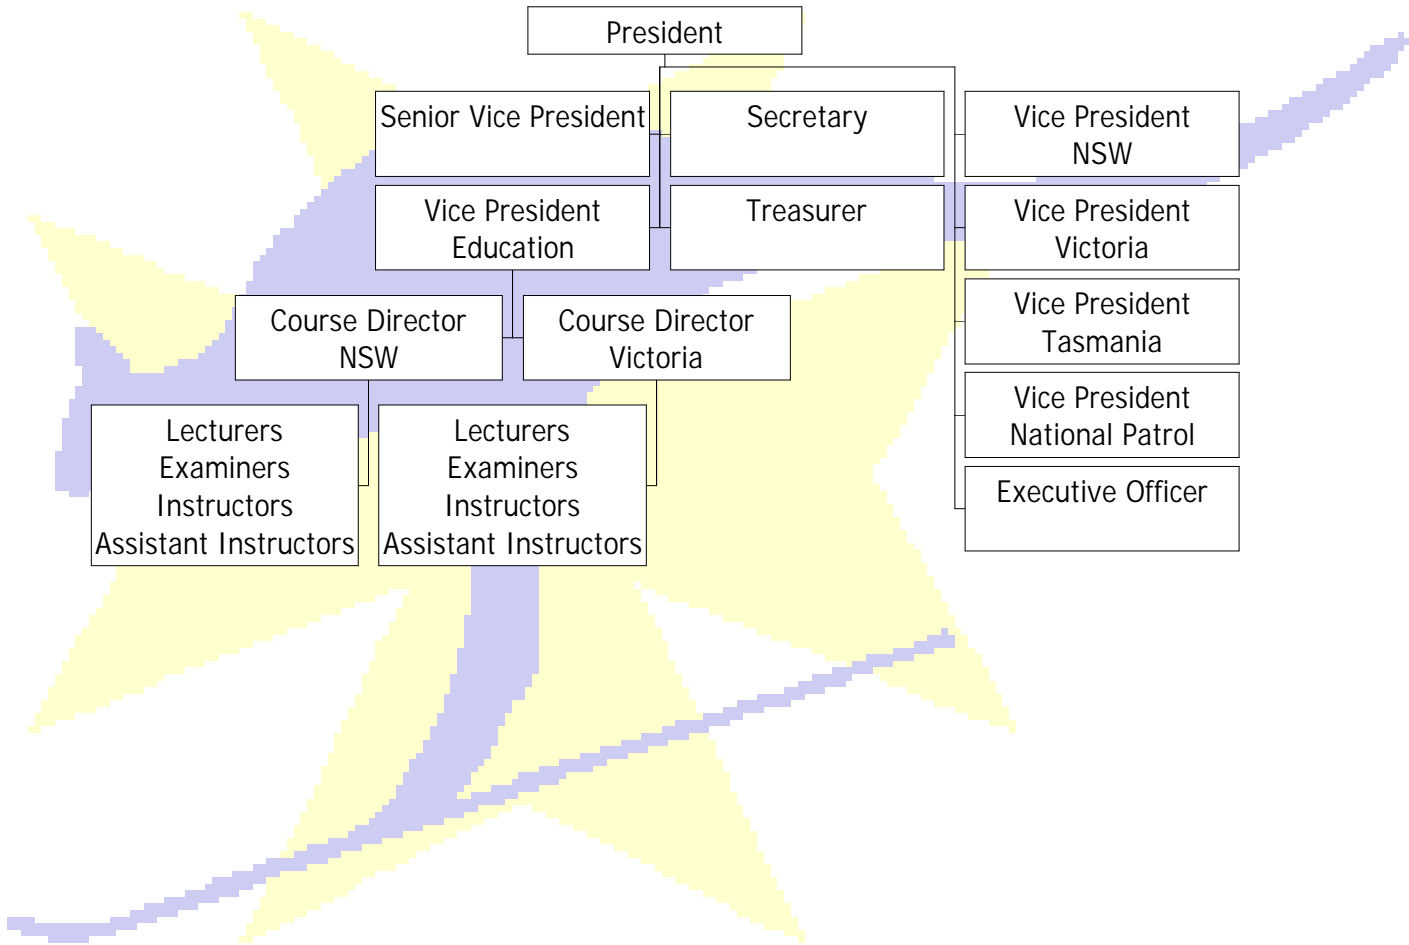 President
Senior Vice President
Secretary
Vice President
NSW
Vice President
Education
Treasurer
Vice President
Victoria
Course Director
NSW
Course Director
Victoria
Vice President
Tasmania
Lecturers
Examiners
Instructors
Assistant Instructors
Lecturers
Examiners
Instructors
Assistant Instructors
Vice President
National Patrol
Executive Officer